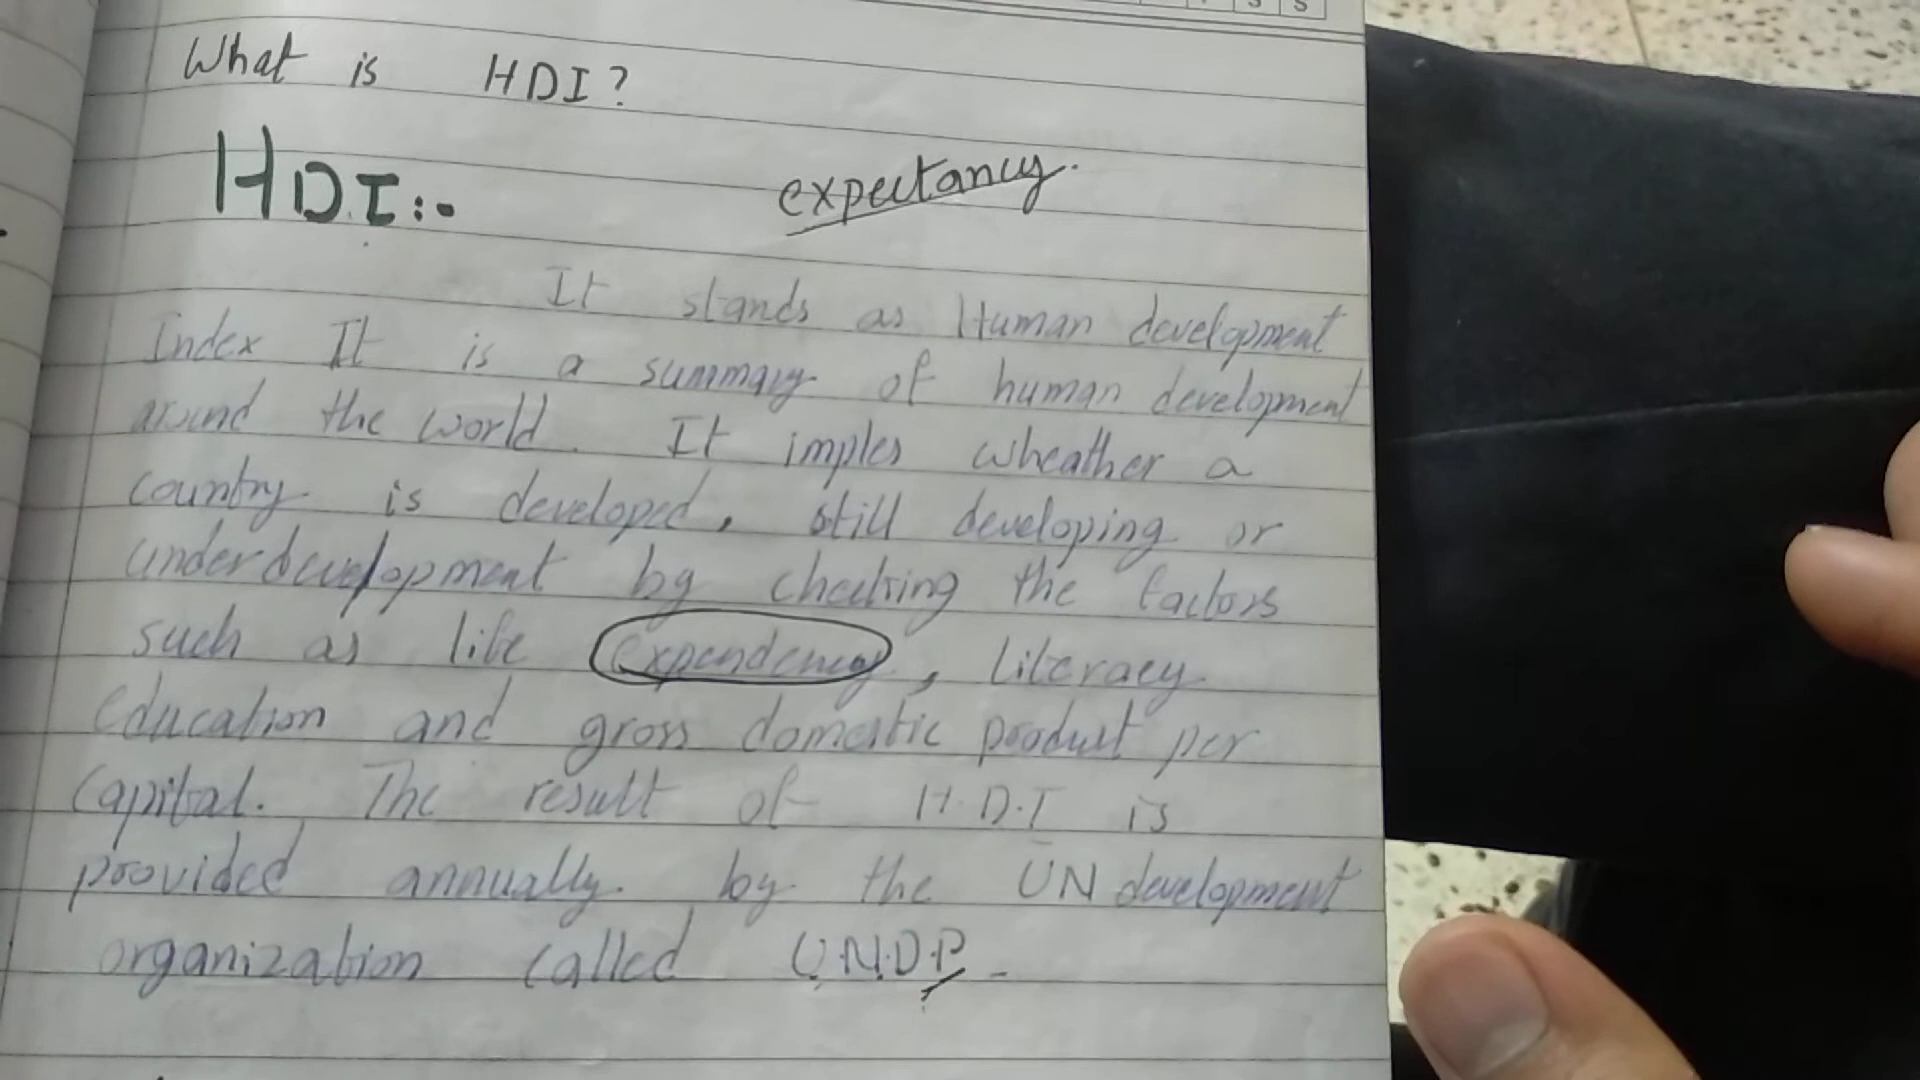 What is HDI?
HDI:-
expectancy.
It stands as Human development
Index It is a summary of human development
around the world. It imples wheather a
country is developed, still developing or
underdevelopment by checking the factors
such as life expendency, literacy
education and gross domestic product per
capital. The result of H.D.I is
provided annually by the UN development
organization called U.N.D.P